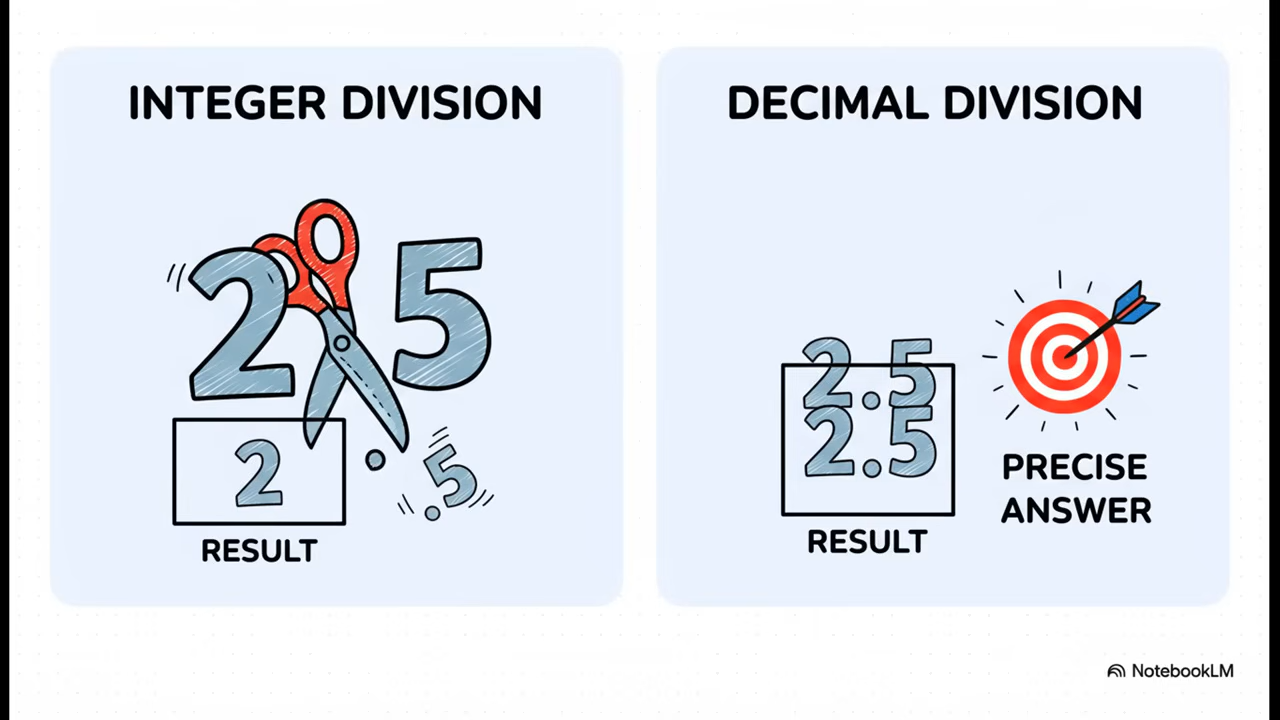 INTEGER DIVISION
2 5
2
. .5
RESULT
DECIMAL DIVISION
2.5
2.5
RESULT
PRECISE
ANSWER
NotebookLM